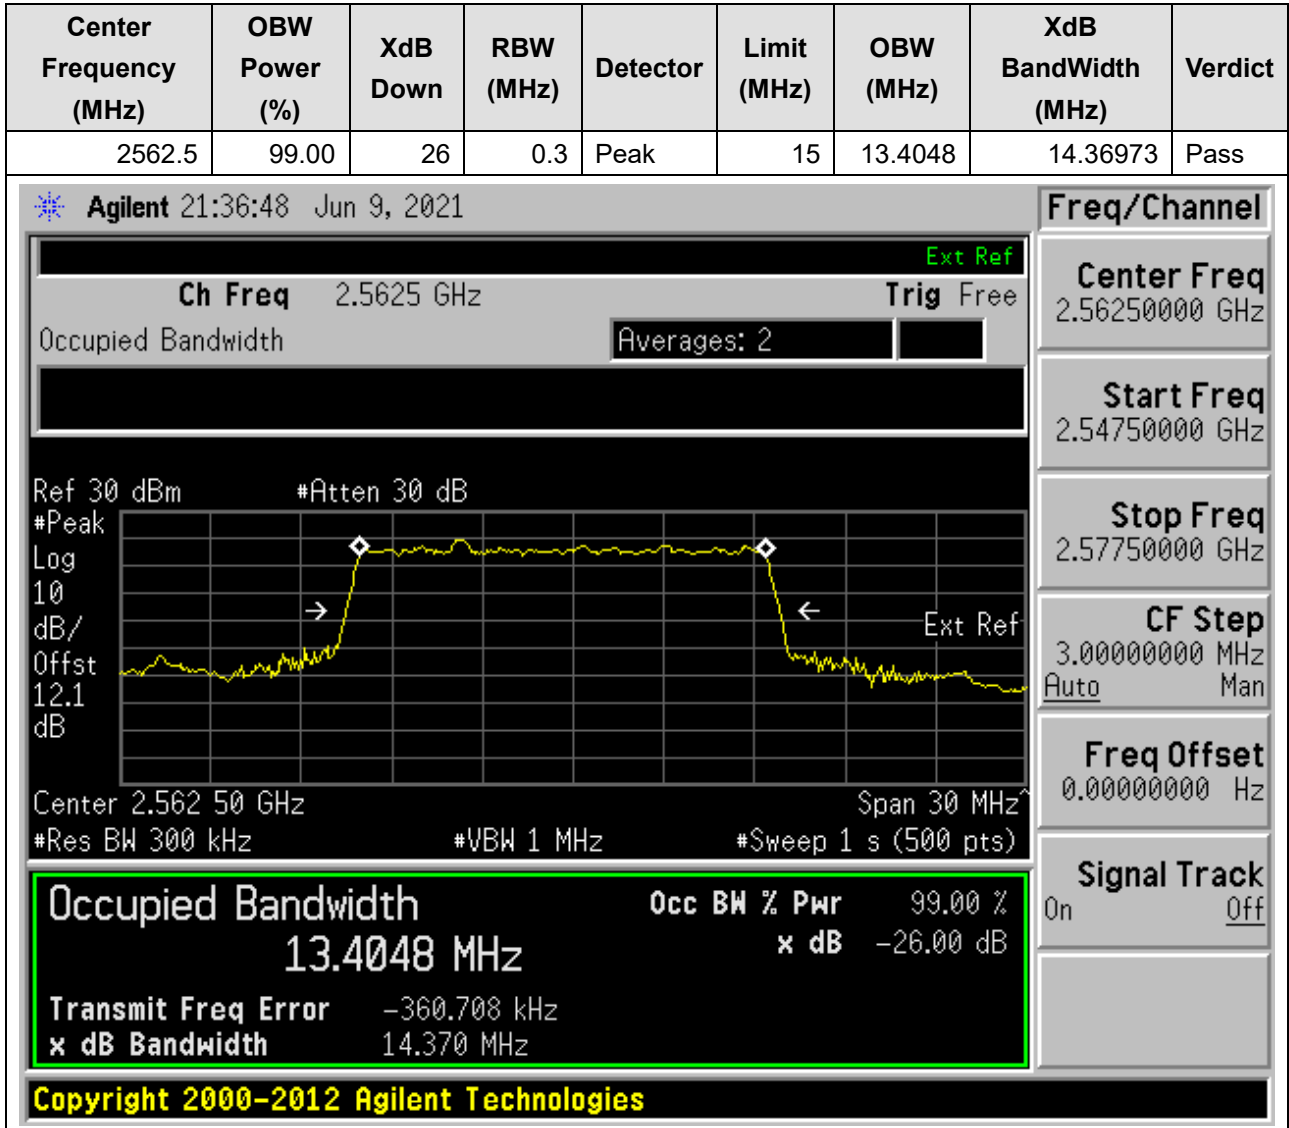 Center Frequency (MHz) OBW Power (%) XdB Down RBW (MHz) Detector Limit (MHz) OBW (MHz) XdB BandWidth (MHz) Verdict
2562.5 99.00 26 0.3 Peak 15 13.4048 14.36973 Pass
Agilent 21:36:48 Jun 9, 2021
Ext Ref
Ch Freq 2.5625 GHz Trig Free
Occupied Bandwidth Averages: 2
Ref 30 dBm #Atten 30 dB
#Peak
Log
10
dB/
Offst
12.1
dB
Ext Ref
Center 2.562 50 GHz Span 30 MHz^
#Res BW 300 kHz #VBW 1 MHz #Sweep 1 s (500 pts)
Occupied Bandwidth
13.4048 MHz
Occ BW % Pwr 99.00 %
x dB -26.00 dB
Transmit Freq Error -360.708 kHz
x dB Bandwidth 14.370 MHz
Copyright 2000-2012 Agilent Technologies
Freq/Channel
Center Freq
2.56250000 GHz
Start Freq
2.54750000 GHz
Stop Freq
2.57750000 GHz
CF Step
3.00000000 MHz
Auto Man
Freq Offset
0.00000000 Hz
Signal Track
On Off